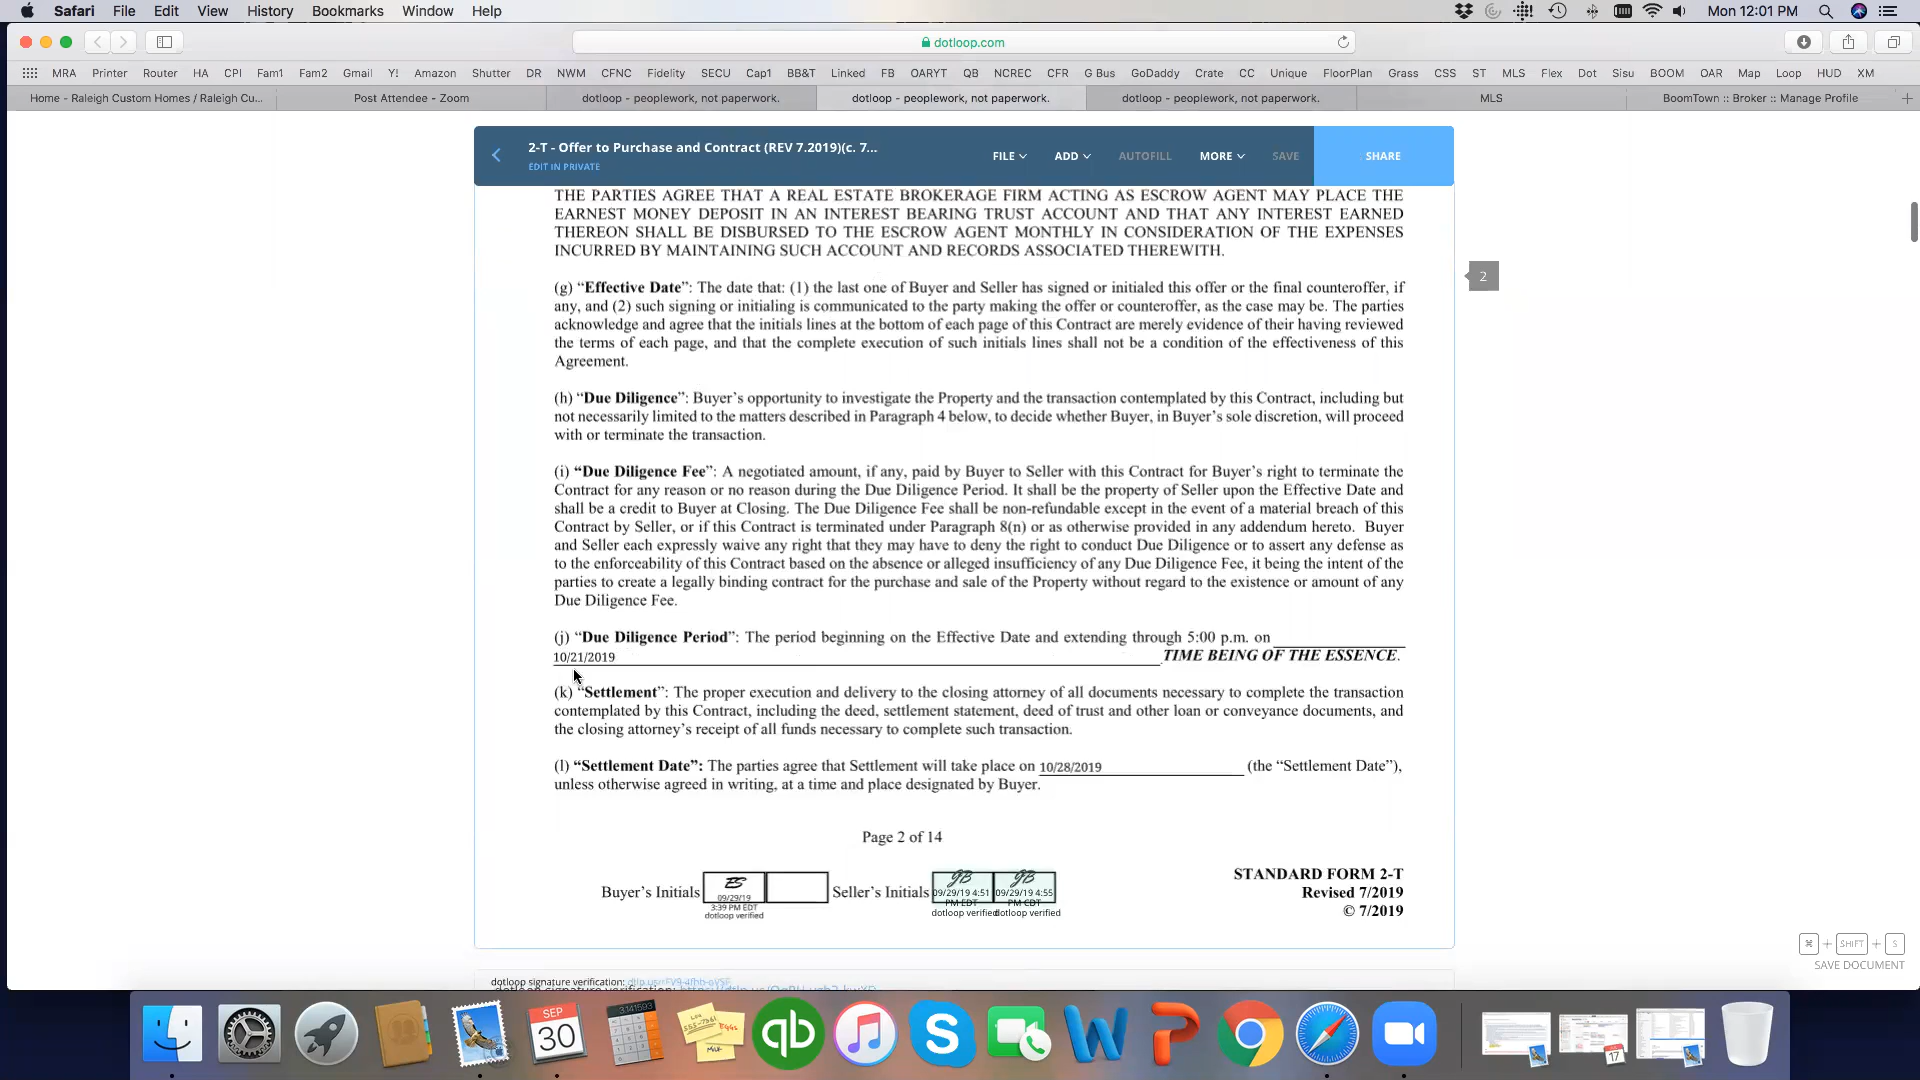 Safari File Edit View History Bookmarks Window Help Mon 12:01 PM
dotloop.com
MRA Printer Router HA CPI Fam1 Fam2 Gmail Y! Amazon Shutter DR NWM CFNC Fidelity SECU Cap1 BB&T Linked FB OARYT QB NCREC CFR G Bus GoDaddy Crate CC Unique FloorPlan Grass CSS ST MLS Flex Dot Sisu BOOM OAR Map Loop HUD XM
Home - Raleigh Custom Homes / Raleigh Cu... Post Attendee - Zoom dotloop - peoplework, not paperwork. dotloop - peoplework, not paperwork. dotloop - peoplework, not paperwork. MLS BoomTown :: Broker :: Manage Profile
2-T - Offer to Purchase and Contract (REV 7.2019)(c. 7...
EDIT IN PRIVATE
FILE ADD AUTOFILL MORE SAVE SHARE
THE PARTIES AGREE THAT A REAL ESTATE BROKERAGE FIRM ACTING AS ESCROW AGENT MAY PLACE THE
EARNEST MONEY DEPOSIT IN AN INTEREST BEARING TRUST ACCOUNT AND THAT ANY INTEREST EARNED
THEREON SHALL BE DISBURSED TO THE ESCROW AGENT MONTHLY IN CONSIDERATION OF THE EXPENSES
INCURRED BY MAINTAINING SUCH ACCOUNT AND RECORDS ASSOCIATED THEREWITH.
2
(g) “Effective Date”: The date that: (1) the last one of Buyer and Seller has signed or initialed this offer or the final counteroffer, if
any, and (2) such signing or initialing is communicated to the party making the offer or counteroffer, as the case may be. The parties
acknowledge and agree that the initials lines at the bottom of each page of this Contract are merely evidence of their having reviewed
the terms of each page, and that the complete execution of such initials lines shall not be a condition of the effectiveness of this
Agreement.
(h) “Due Diligence”: Buyer’s opportunity to investigate the Property and the transaction contemplated by this Contract, including but
not necessarily limited to the matters described in Paragraph 4 below, to decide whether Buyer, in Buyer’s sole discretion, will proceed
with or terminate the transaction.
(i) “Due Diligence Fee”: A negotiated amount, if any, paid by Buyer to Seller with this Contract for Buyer’s right to terminate the
Contract for any reason or no reason during the Due Diligence Period. It shall be the property of Seller upon the Effective Date and
shall be a credit to Buyer at Closing. The Due Diligence Fee shall be non-refundable except in the event of a material breach of this
Contract by Seller, or if this Contract is terminated under Paragraph 8(n) or as otherwise provided in any addendum hereto. Buyer
and Seller each expressly waive any right that they may have to deny the right to conduct Due Diligence or to assert any defense as
to the enforceability of this Contract based on the absence or alleged insufficiency of any Due Diligence Fee, it being the intent of the
parties to create a legally binding contract for the purchase and sale of the Property without regard to the existence or amount of any
Due Diligence Fee.
(j) “Due Diligence Period”: The period beginning on the Effective Date and extending through 5:00 p.m. on
10/21/2019 TIME BEING OF THE ESSENCE.
(k) “Settlement”: The proper execution and delivery to the closing attorney of all documents necessary to complete the transaction
contemplated by this Contract, including the deed, settlement statement, deed of trust and other loan or conveyance documents, and
the closing attorney’s receipt of all funds necessary to complete such transaction.
(l) “Settlement Date”: The parties agree that Settlement will take place on 10/28/2019 (the “Settlement Date”),
unless otherwise agreed in writing, at a time and place designated by Buyer.
Page 2 of 14
Buyer’s Initials ES 09/29/19 3:39 PM EDT dotloop verified Seller’s Initials JB 09/29/19 4:51 PM EDT dotloop verified JB 09/29/19 4:55 PM CDT dotloop verified
STANDARD FORM 2-T
Revised 7/2019
© 7/2019
⌘ + SHIFT + S
SAVE DOCUMENT
dotloop signature verification:
SEP
30
3.141593
EGGS
MILK
qb
S
W
P
17